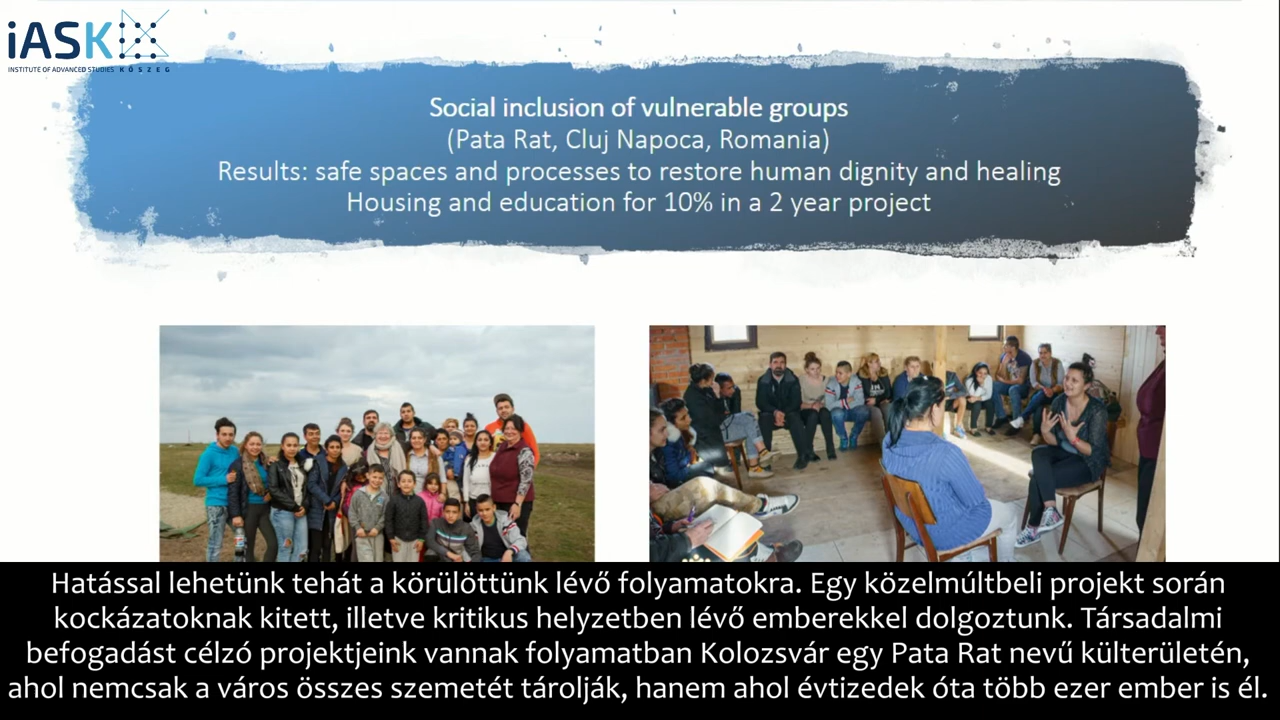 iASK
INSTITUTE OF ADVANCED STUDIES KŐSZEG
Social inclusion of vulnerable groups
(Pata Rat, Cluj Napoca, Romania)
Results: safe spaces and processes to restore human dignity and healing
Housing and education for 10% in a 2 year project
Hatással lehetünk tehát a körülöttünk lévő folyamatokra. Egy közelmúltbeli projekt során
kockázatoknak kitett, illetve kritikus helyzetben lévő emberekkel dolgoztunk. Társadalmi
befogadást célzó projektjeink vannak folyamatban Kolozsvár egy Pata Rat nevű külterületén,
ahol nemcsak a város összes szemetét tárolják, hanem ahol évtizedek óta több ezer ember is él.